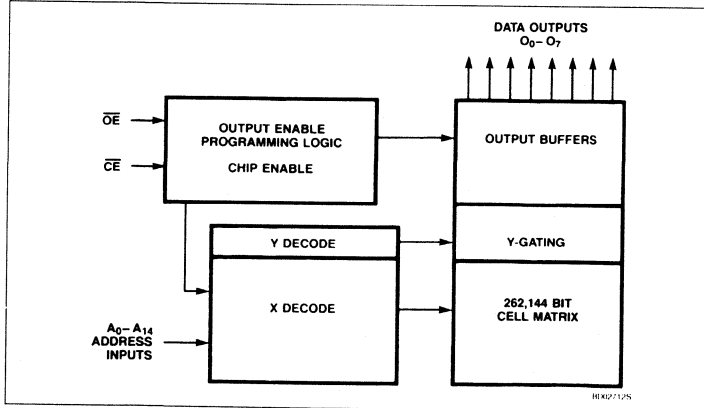 DATA OUTPUTS
O0– O7
OE
OUTPUT ENABLE
PROGRAMMING LOGIC
OUTPUT BUFFERS
CE
CHIP ENABLE
Y DECODE
Y-GATING
X DECODE
262,144 BIT
CELL MATRIX
A0– A14
ADDRESS
INPUTS
BD02712S